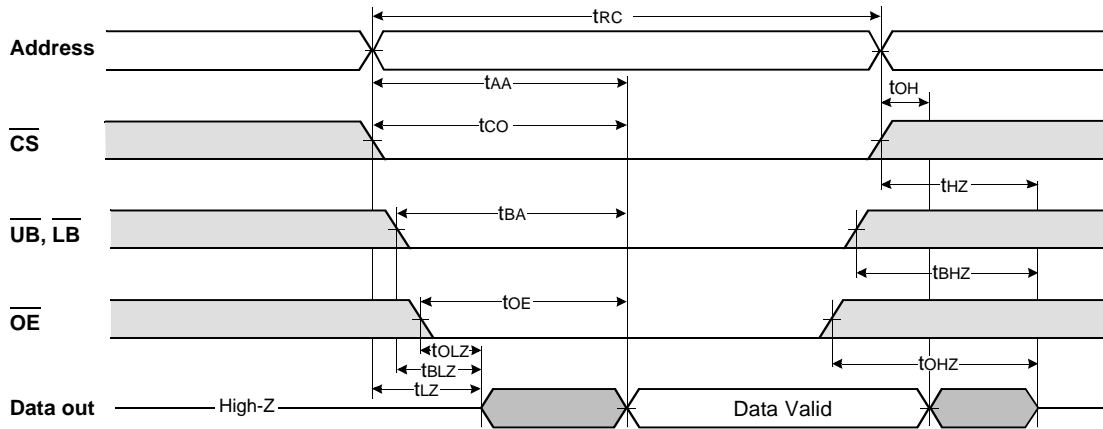 tRC
Address
tAA
tOH
tCO
CS
tHZ
tBA
UB, LB
tBHZ
tOE
OE
tOLZ
tOHZ
tBLZ
tLZ
Data out
High-Z
Data Valid